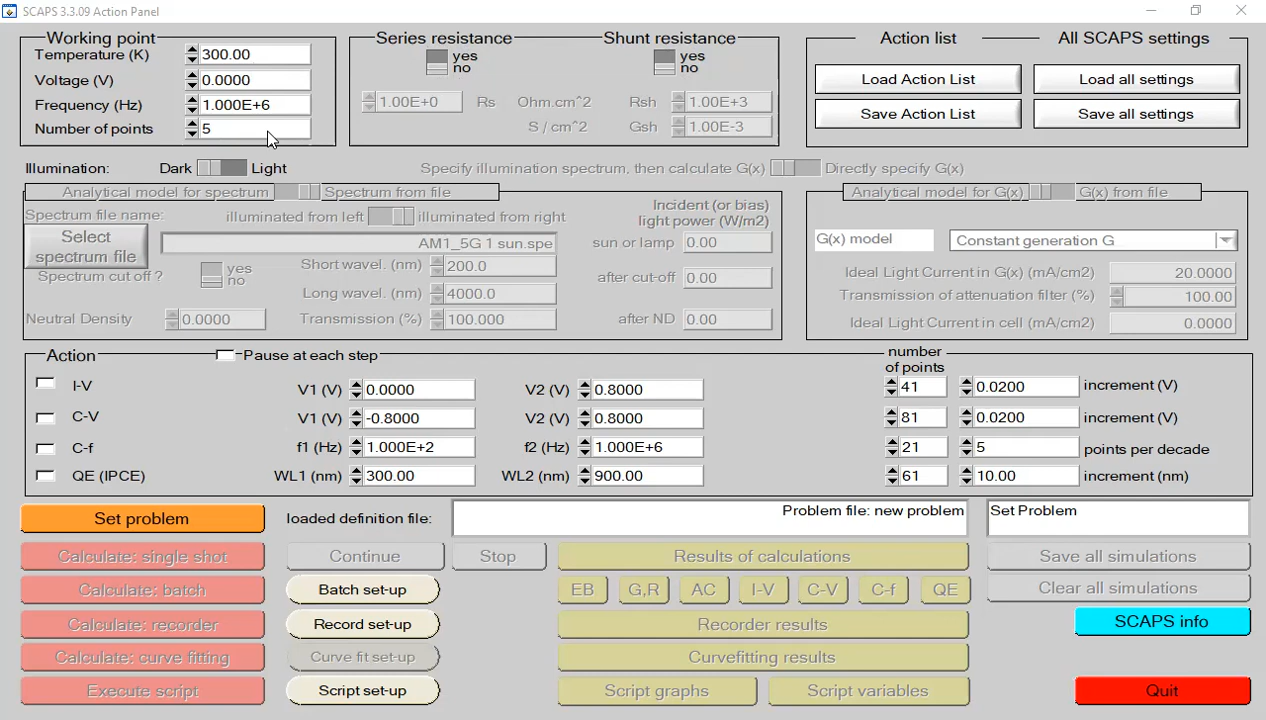 SCAPS 3.3.09 Action Panel
Working point
Temperature (K) 300.00
Voltage (V) 0.0000
Frequency (Hz) 1.000E+6
Number of points 5
Series resistance
yes
no
Shunt resistance
yes
no
1.00E+0 Rs Ohm.cm^2 Rsh 1.00E+3
S / cm^2 Gsh 1.00E-3
Action list
All SCAPS settings
Load Action List
Load all settings
Save Action List
Save all settings
Illumination: Dark Light
Specify illumination spectrum, then calculate G(x) Directly specify G(x)
Analytical model for spectrum Spectrum from file
Spectrum file name: illuminated from left illuminated from right
Select
spectrum file
AM1_5G 1 sun.spe
Spectrum cut off ? yes
no
Short wavel. (nm) 200.0
Long wavel. (nm) 4000.0
Neutral Density 0.0000
Transmission (%) 100.000
Incident (or bias)
light power (W/m2)
sun or lamp 0.00
after cut-off 0.00
after ND 0.00
Analytical model for G(x) G(x) from file
G(x) model Constant generation G
Ideal Light Current in G(x) (mA/cm2) 20.0000
Transmission of attenuation filter (%) 100.00
Ideal Light Current in cell (mA/cm2) 0.0000
Action Pause at each step
number
of points
I-V V1 (V) 0.0000 V2 (V) 0.8000 41 0.0200 increment (V)
C-V V1 (V) -0.8000 V2 (V) 0.8000 81 0.0200 increment (V)
C-f f1 (Hz) 1.000E+2 f2 (Hz) 1.000E+6 21 5 points per decade
QE (IPCE) WL1 (nm) 300.00 WL2 (nm) 900.00 61 10.00 increment (nm)
Set problem
loaded definition file:
Problem file: new problem
Set Problem
Calculate: single shot
Continue
Stop
Results of calculations
Save all simulations
Calculate: batch
Batch set-up
EB G,R AC I-V C-V C-f QE
Clear all simulations
Calculate: recorder
Record set-up
Recorder results
SCAPS info
Calculate: curve fitting
Curve fit set-up
Curvefitting results
Execute script
Script set-up
Script graphs
Script variables
Quit